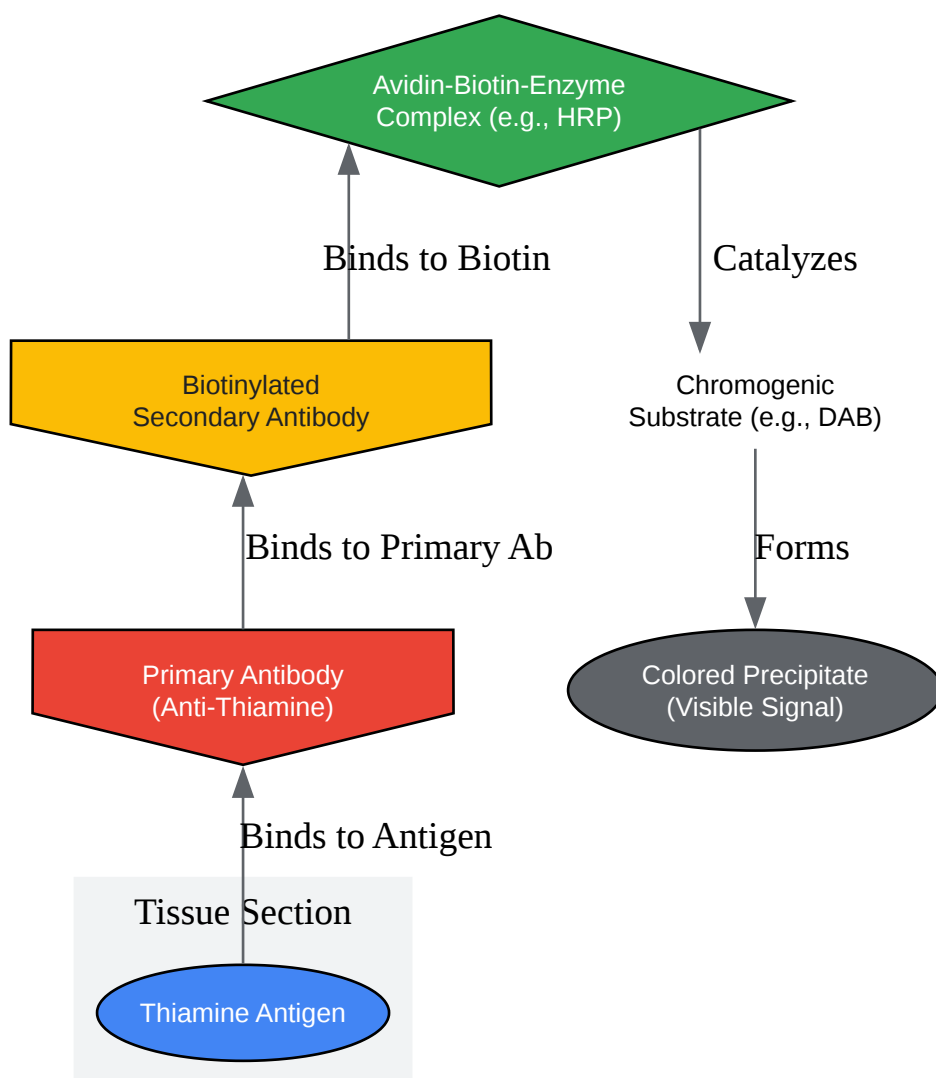 Avidin-Biotin-Enzyme
Complex (e.g., HRP)
Binds to Biotin
Catalyzes
Biotinylated
Secondary Antibody
Chromogenic
Substrate (e.g., DAB)
Binds to Primary Ab
Forms
Primary Antibody
(Anti-Thiamine)
Colored Precipitate
(Visible Signal)
Binds to Antigen
Tissue Section
Thiamine Antigen